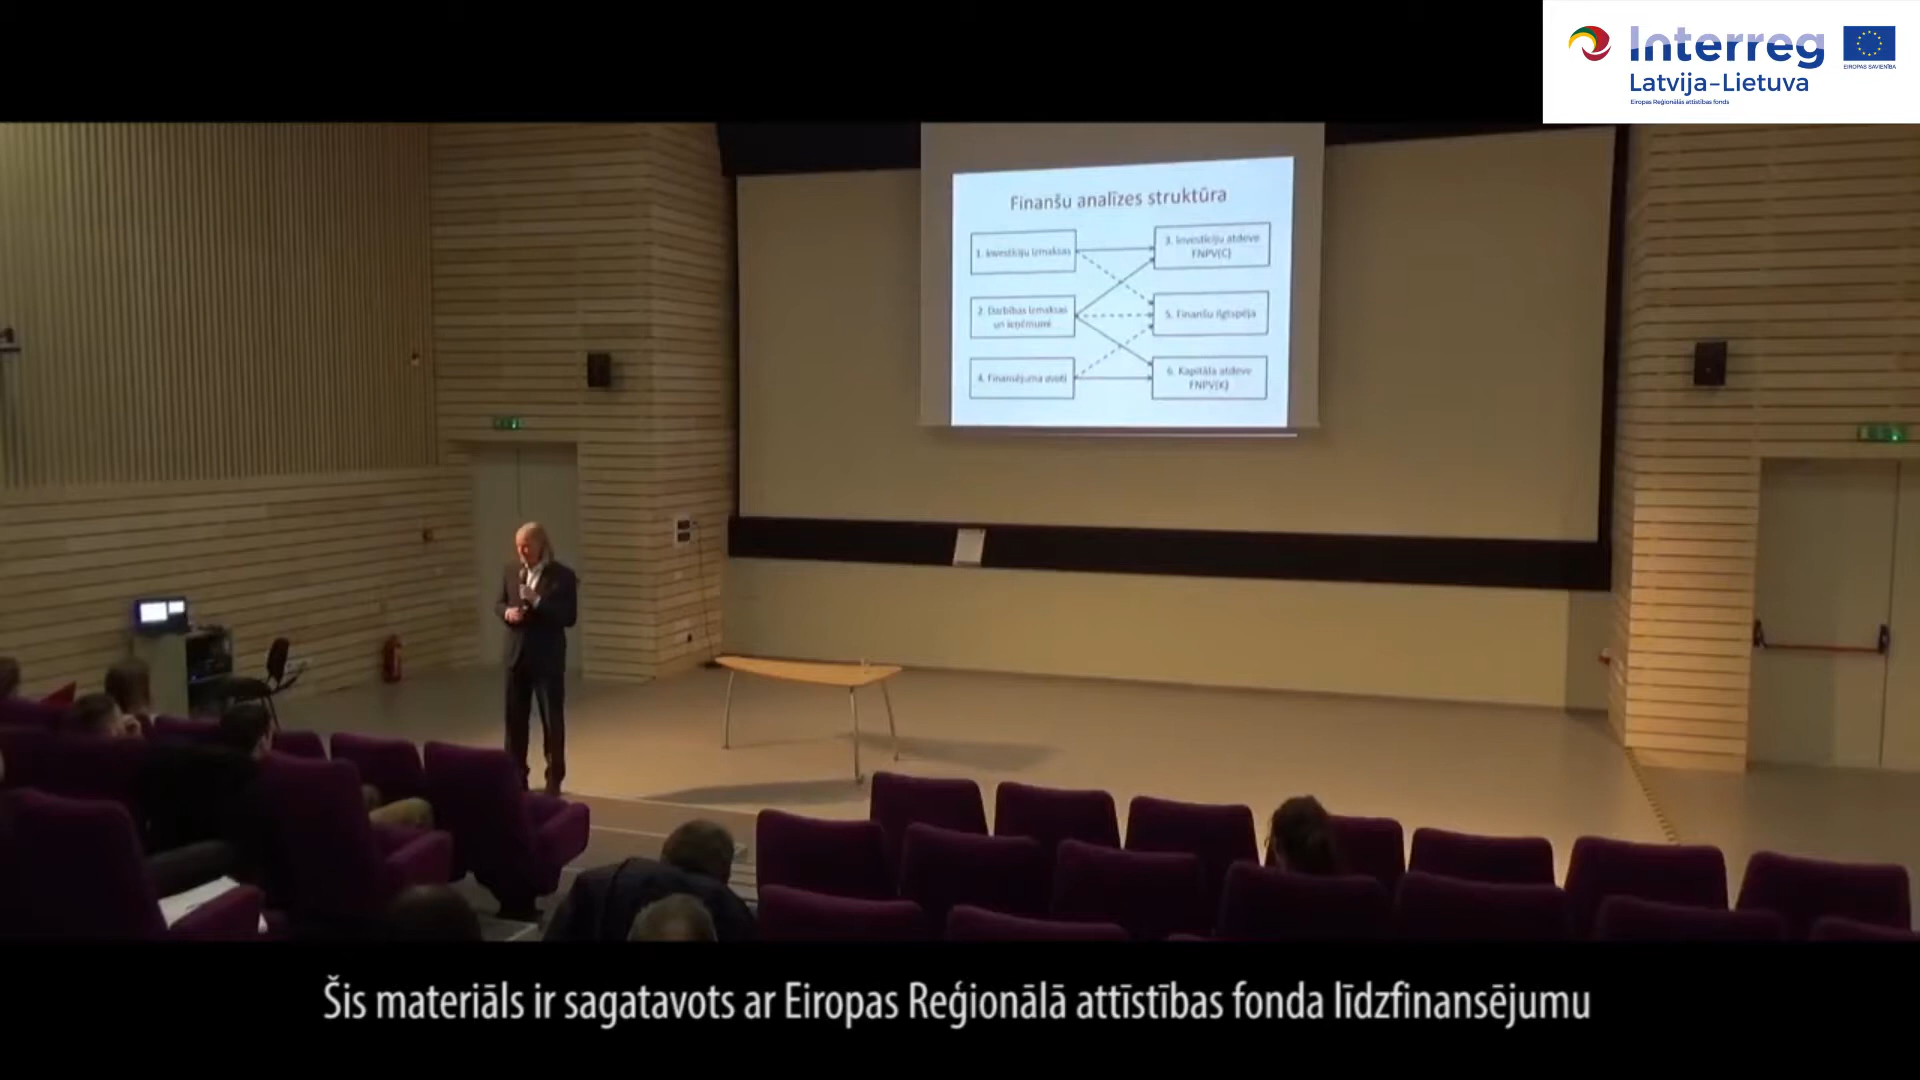 Interreg
EIROPAS SAVIENĪBA
Latvija–Lietuva
Eiropas Reģionālās attīstības fonds
Finanšu analīzes struktūra
1. Investīciju izmaksas
3. Investīciju atdeve
FNPV(C)
2. Darbības izmaksas
un ieņēmumi
5. Finanšu ilgtspēja
4. Finansējuma avoti
6. Kapitāla atdeve
FNPV(K)
Šis materiāls ir sagatavots ar Eiropas Reģionālā attīstības fonda līdzfinansējumu